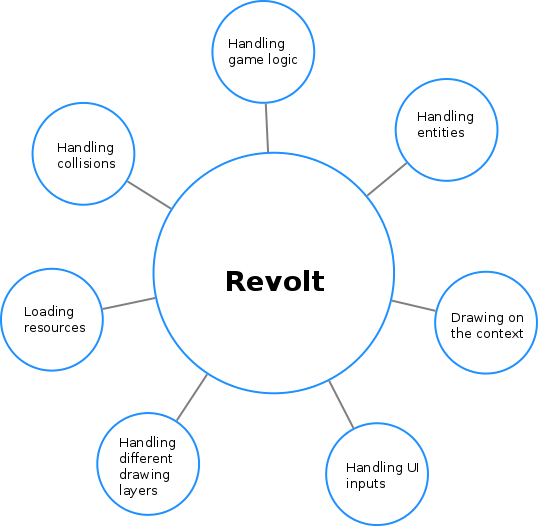 Handling
game logic
Handling
entities
Handling
collisions
Revolt
Loading
resources
Drawing on
the context
Handling
different
drawing
layers
Handling UI
inputs